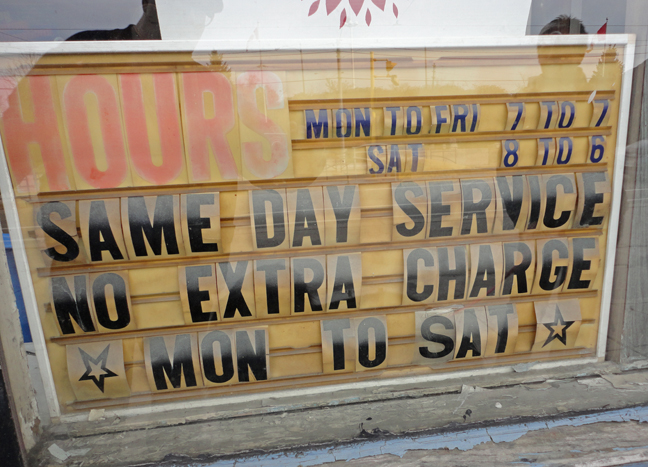 HOURS
MON TO FRI 7 TO 7
SAT 8 TO 6
SAME DAY SERVICE
NO EXTRA CHARGE
MON TO SAT